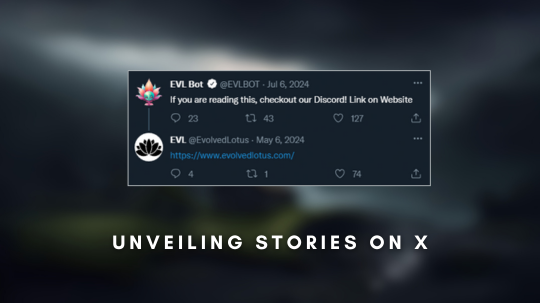 EVL Bot @EVLBOT · Jul 6, 2024
If you are reading this, checkout our Discord! Link on Website
23 43 127
EVL @EvolvedLotus · May 6, 2024
https://www.evolvedlotus.com/
4 1 74
UNVEILING STORIES ON X